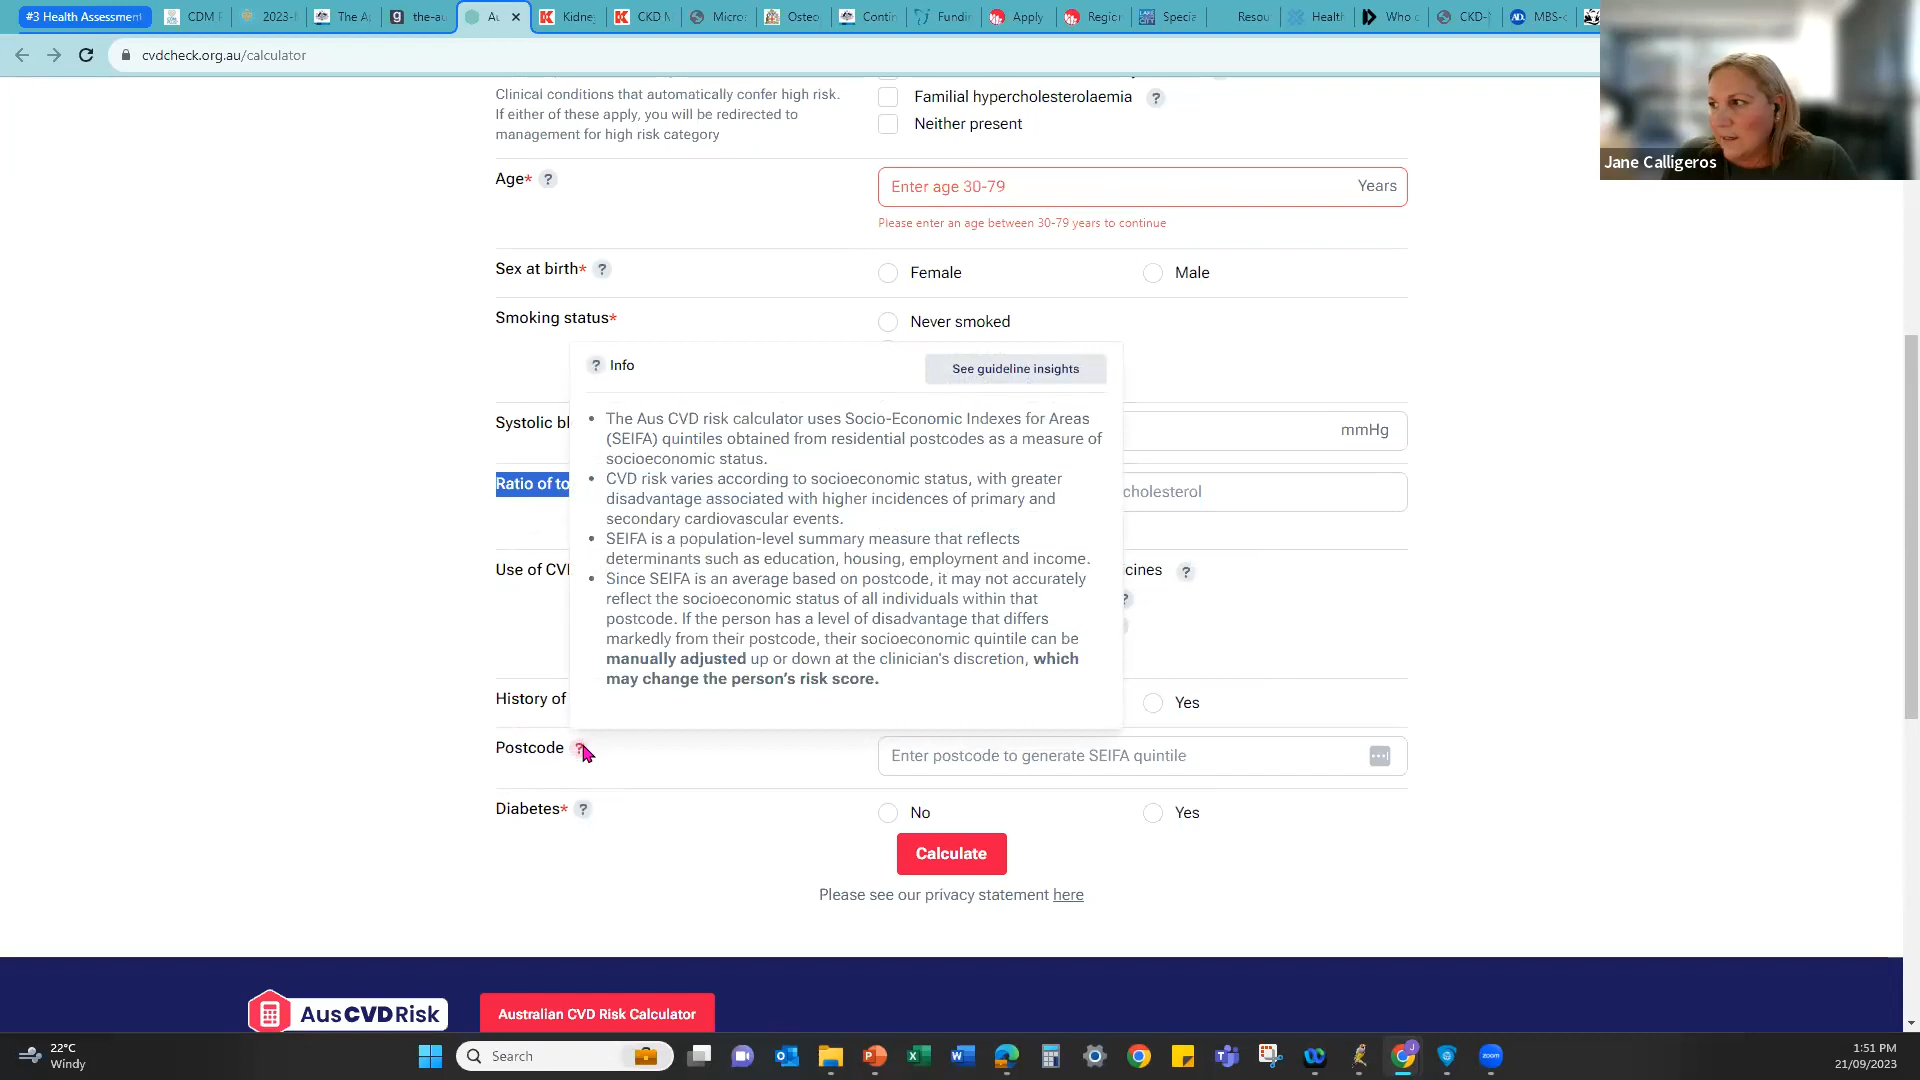 #3 Health Assessment
CDM
2023-
The A
the-au
Au
Kidne
CKD M
Micro
Osteo
Contin
Fundin
Apply
Region
Specia
Resou
Health
Who c
CKD-
MBS-
cvdcheck.org.au/calculator
Jane Calligeros
Clinical conditions that automatically confer high risk.
If either of these apply, you will be redirected to
management for high risk category
Familial hypercholesterolaemia ?
Neither present
Age* ?
Enter age 30-79
Years
Please enter an age between 30-79 years to continue
Sex at birth* ?
Female
Male
Smoking status*
Never smoked
? Info
See guideline insights
• The Aus CVD risk calculator uses Socio-Economic Indexes for Areas
(SEIFA) quintiles obtained from residential postcodes as a measure of
socioeconomic status.
• CVD risk varies according to socioeconomic status, with greater
disadvantage associated with higher incidences of primary and
secondary cardiovascular events.
• SEIFA is a population-level summary measure that reflects
determinants such as education, housing, employment and income.
• Since SEIFA is an average based on postcode, it may not accurately
reflect the socioeconomic status of all individuals within that
postcode. If the person has a level of disadvantage that differs
markedly from their postcode, their socioeconomic quintile can be
manually adjusted up or down at the clinician's discretion, which
may change the person's risk score.
Systolic bl
mmHg
Ratio of to
cholesterol
Use of CV
cines ?
?
History of
Yes
Postcode ?
Enter postcode to generate SEIFA quintile
Diabetes* ?
No
Yes
Calculate
Please see our privacy statement here
AusCVDRisk
Australian CVD Risk Calculator
22°C
Windy
Search
zoom
1:51 PM
21/09/2023